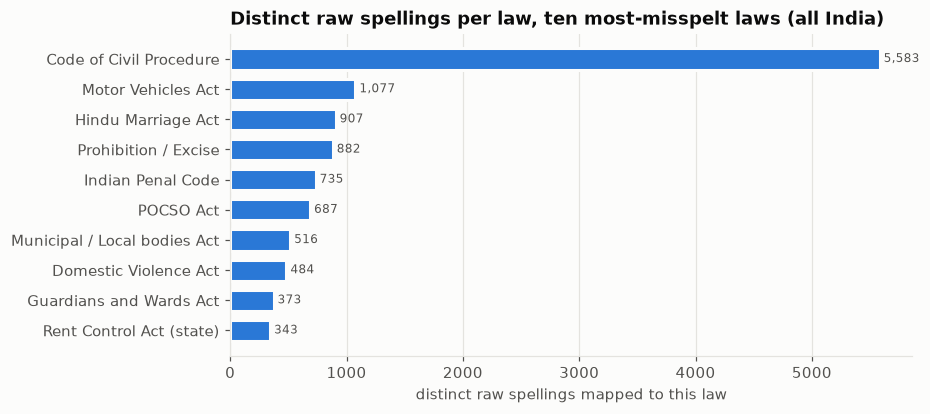 Distinct raw spellings per law, ten most-misspelt laws (all India)
Code of Civil Procedure 5,583
Motor Vehicles Act 1,077
Hindu Marriage Act 907
Prohibition / Excise 882
Indian Penal Code 735
POCSO Act 687
Municipal / Local bodies Act 516
Domestic Violence Act 484
Guardians and Wards Act 373
Rent Control Act (state) 343
0 1000 2000 3000 4000 5000
distinct raw spellings mapped to this law